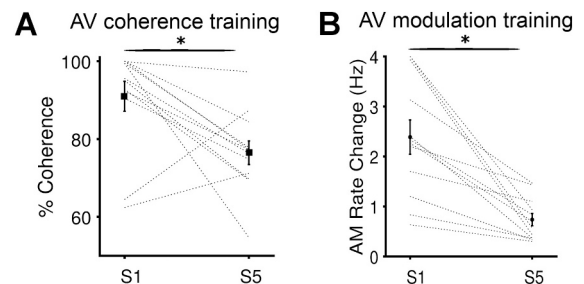 A AV coherence training
*
% Coherence
100
80
60
S1 S5
B AV modulation training
*
AM Rate Change (Hz)
4
3
2
1
0
S1 S5